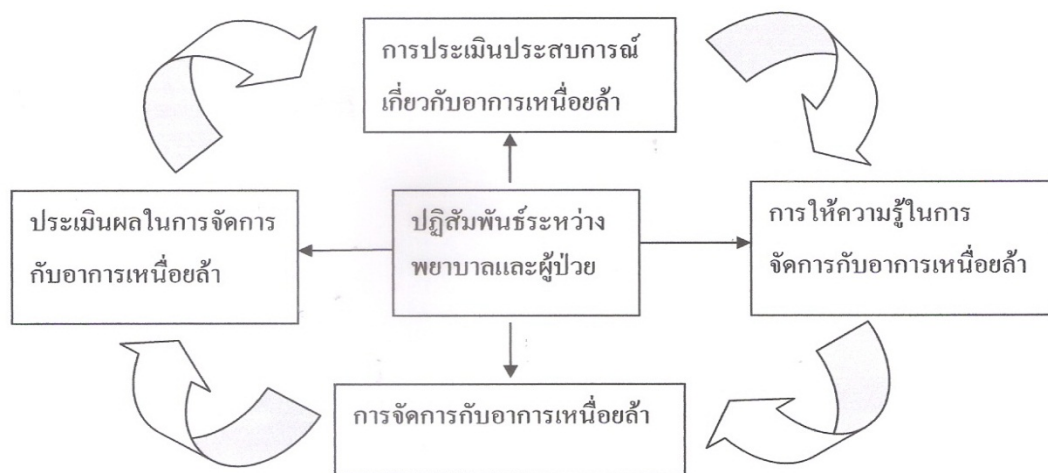 การประเมินประสบการณ์
เกี่ยวกับอาการเหนื่อยล้า
ประเมินผลในการจัดการ
กับอาการเหนื่อยล้า
ปฏิสัมพันธ์ระหว่าง
พยาบาลและผู้ป่วย
การให้ความรู้ในการ
จัดการกับอาการเหนื่อยล้า
การจัดการกับอาการเหนื่อยล้า